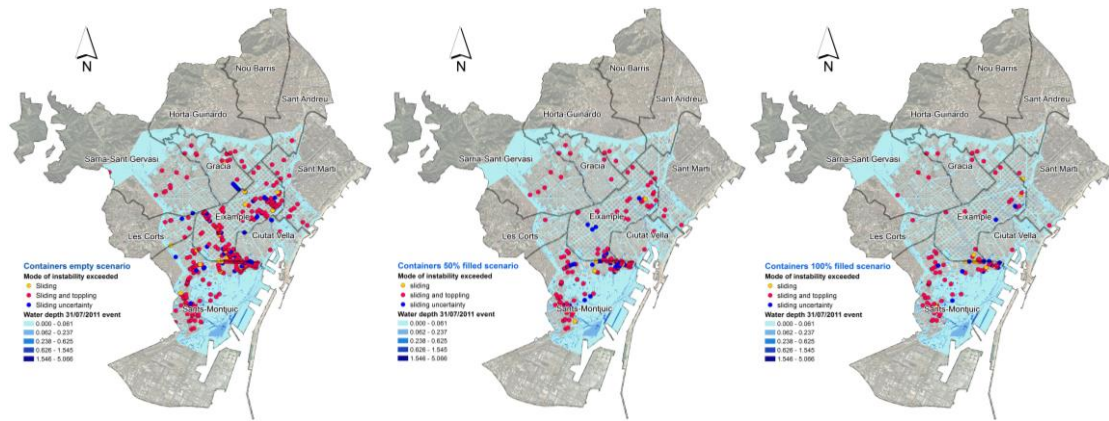 N
Nou Barris
Sant Andreu
Horta-Guinardo
Sarria-Sant Gervasi
Gracia
Sant Marti
Eixample
Les Corts
Ciutat Vella
Sants-Montjuic
Containers empty scenario
Mode of instability exceeded
Sliding
Sliding and toppling
Sliding uncertainty
Water depth 31/07/2011 event
0.000 - 0.061
0.062 - 0.237
0.238 - 0.625
0.626 - 1.545
1.546 - 5.066
N
Nou Barris
Sant Andreu
Horta-Guinardo
Sarria-Sant Gervasi
Gracia
Sant Marti
Eixample
Les Corts
Ciutat Vella
Sants-Montjuic
Containers 50% filled scenario
Mode of instability exceeded
sliding
sliding and toppling
sliding uncertainty
Water depth 31/07/2011 event
0.000 - 0.061
0.062 - 0.237
0.238 - 0.625
0.626 - 1.545
1.546 - 5.066
N
Nou Barris
Sant Andreu
Horta-Guinardo
Sarria-Sant Gervasi
Gracia
Sant Marti
Eixample
Les Corts
Ciutat Vella
Sants-Montjuic
Containers 100% filled scenario
Mode of instability exceeded
sliding
sliding and toppling
sliding uncertainty
Water depth 31/07/2011 event
0.000 - 0.061
0.062 - 0.237
0.238 - 0.625
0.626 - 1.545
1.546 - 5.066